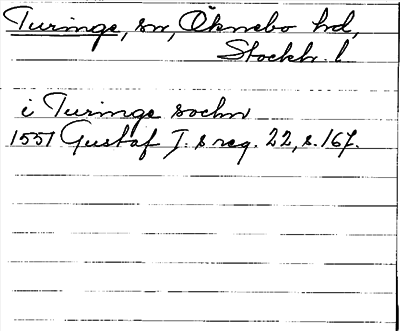 Turinge, sn, Öknebo hd,
Stockh. l
i Turinge sochn
1551 Gustaf I. s reg. 22, s. 167.